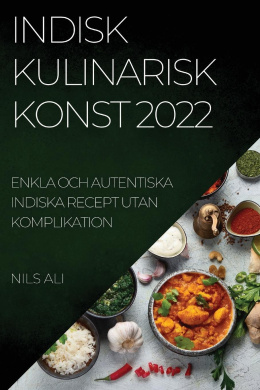 INDISK
KULINARISK
KONST 2022
ENKLA OCH AUTENTISKA
INDISKA RECEPT UTAN
KOMPLIKATION
NILS ALI